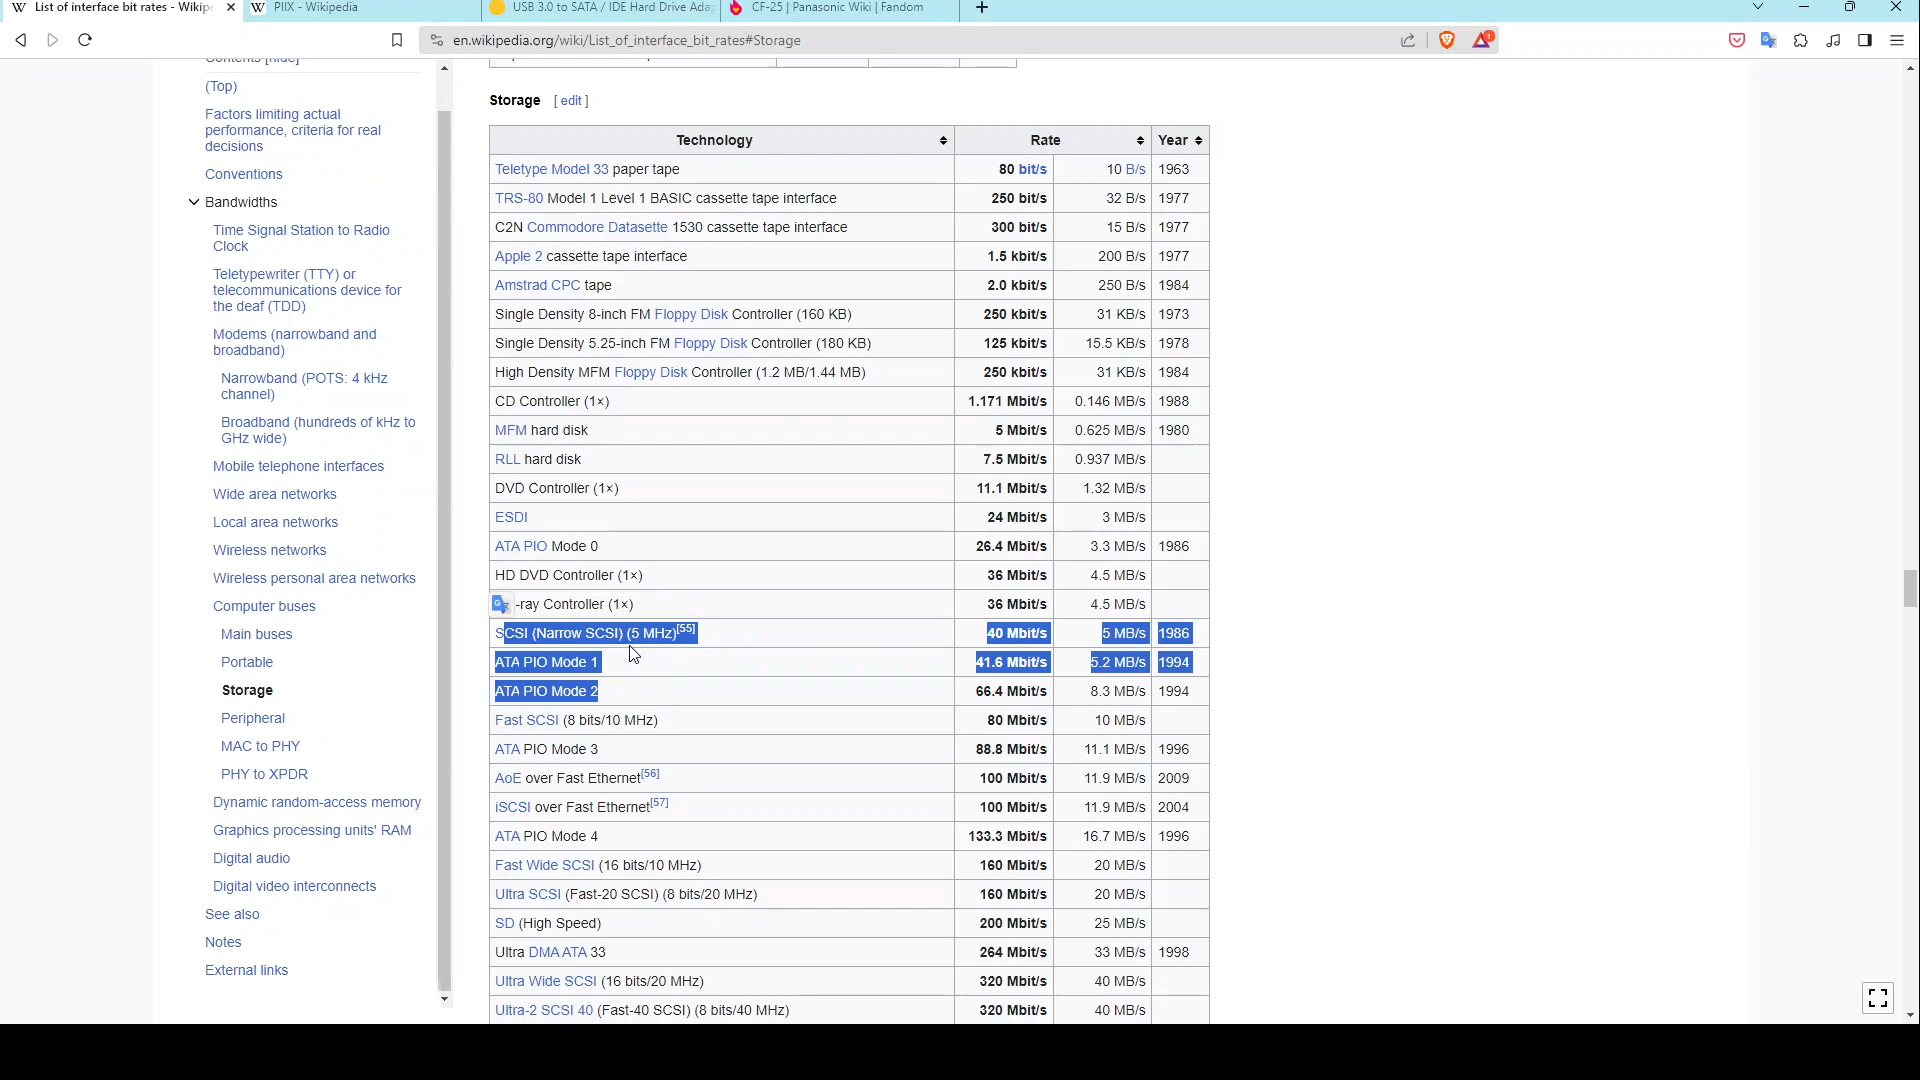 List of interface bit rates - Wikipe
PIIX - Wikipedia
USB 3.0 to SATA / IDE Hard Drive Adap
CF-25 | Panasonic Wiki | Fandom
en.wikipedia.org/wiki/List_of_interface_bit_rates#Storage
1
Contents [hide]
(Top)
Factors limiting actual
performance, criteria for real
decisions
Conventions
Bandwidths
Time Signal Station to Radio
Clock
Teletypewriter (TTY) or
telecommunications device for
the deaf (TDD)
Modems (narrowband and
broadband)
Narrowband (POTS: 4 kHz
channel)
Broadband (hundreds of kHz to
GHz wide)
Mobile telephone interfaces
Wide area networks
Local area networks
Wireless networks
Wireless personal area networks
Computer buses
Main buses
Portable
Storage
Peripheral
MAC to PHY
PHY to XPDR
Dynamic random-access memory
Graphics processing units' RAM
Digital audio
Digital video interconnects
See also
Notes
External links
Storage [ edit ]
Technology Rate Year
Teletype Model 33 paper tape 80 bit/s 10 B/s 1963
TRS-80 Model 1 Level 1 BASIC cassette tape interface 250 bit/s 32 B/s 1977
C2N Commodore Datasette 1530 cassette tape interface 300 bit/s 15 B/s 1977
Apple 2 cassette tape interface 1.5 kbit/s 200 B/s 1977
Amstrad CPC tape 2.0 kbit/s 250 B/s 1984
Single Density 8-inch FM Floppy Disk Controller (160 KB) 250 kbit/s 31 KB/s 1973
Single Density 5.25-inch FM Floppy Disk Controller (180 KB) 125 kbit/s 15.5 KB/s 1978
High Density MFM Floppy Disk Controller (1.2 MB/1.44 MB) 250 kbit/s 31 KB/s 1984
CD Controller (1×) 1.171 Mbit/s 0.146 MB/s 1988
MFM hard disk 5 Mbit/s 0.625 MB/s 1980
RLL hard disk 7.5 Mbit/s 0.937 MB/s
DVD Controller (1×) 11.1 Mbit/s 1.32 MB/s
ESDI 24 Mbit/s 3 MB/s
ATA PIO Mode 0 26.4 Mbit/s 3.3 MB/s 1986
HD DVD Controller (1×) 36 Mbit/s 4.5 MB/s
-ray Controller (1×) 36 Mbit/s 4.5 MB/s
SCSI (Narrow SCSI) (5 MHz)[55] 40 Mbit/s 5 MB/s 1986
ATA PIO Mode 1 41.6 Mbit/s 5.2 MB/s 1994
ATA PIO Mode 2 66.4 Mbit/s 8.3 MB/s 1994
Fast SCSI (8 bits/10 MHz) 80 Mbit/s 10 MB/s
ATA PIO Mode 3 88.8 Mbit/s 11.1 MB/s 1996
AoE over Fast Ethernet[56] 100 Mbit/s 11.9 MB/s 2009
iSCSI over Fast Ethernet[57] 100 Mbit/s 11.9 MB/s 2004
ATA PIO Mode 4 133.3 Mbit/s 16.7 MB/s 1996
Fast Wide SCSI (16 bits/10 MHz) 160 Mbit/s 20 MB/s
Ultra SCSI (Fast-20 SCSI) (8 bits/20 MHz) 160 Mbit/s 20 MB/s
SD (High Speed) 200 Mbit/s 25 MB/s
Ultra DMA ATA 33 264 Mbit/s 33 MB/s 1998
Ultra Wide SCSI (16 bits/20 MHz) 320 Mbit/s 40 MB/s
Ultra-2 SCSI 40 (Fast-40 SCSI) (8 bits/40 MHz) 320 Mbit/s 40 MB/s